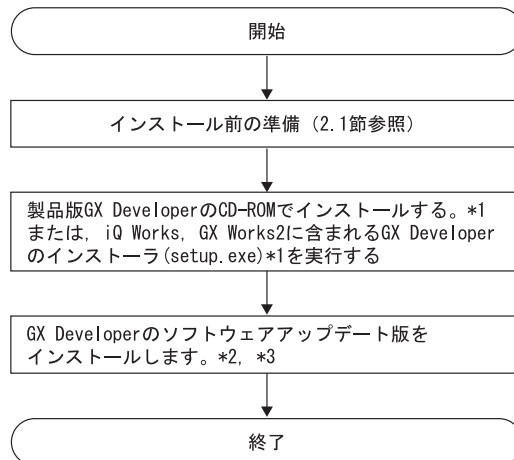 開始
インストール前の準備（2.1節参照）
製品版GX DeveloperのCD-ROMでインストールする。*1
または, iQ Works, GX Works2に含まれるGX Developer
のインストーラ(setup.exe)*1を実行する
GX Developerのソフトウェアアップデート版を
インストールします。*2, *3
終了